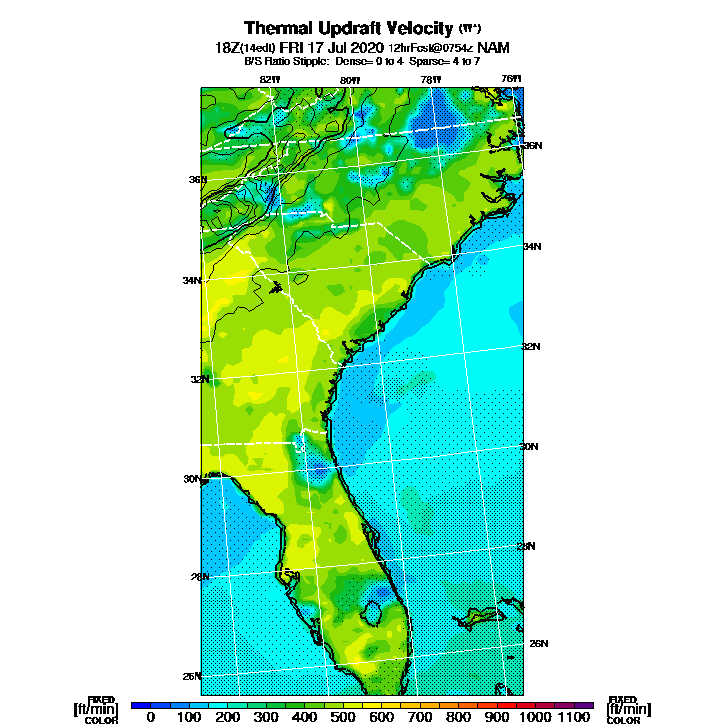 Thermal Updraft Velocity (W*)
18Z(14edt) FRI 17 Jul 2020 12hrFcst@0754z NAM
B/S Ratio Stipple: Dense= 0 to 4 Sparse= 4 to 7
82W 80W 78W 76W
36N
36N
34N
34N
32N
32N
30N
30N
28N
28N
26N
26N
FIXED FIXED
[ft/min] [ft/min]
COLOR COLOR
0 100 200 300 400 500 600 700 800 900 1000 1100